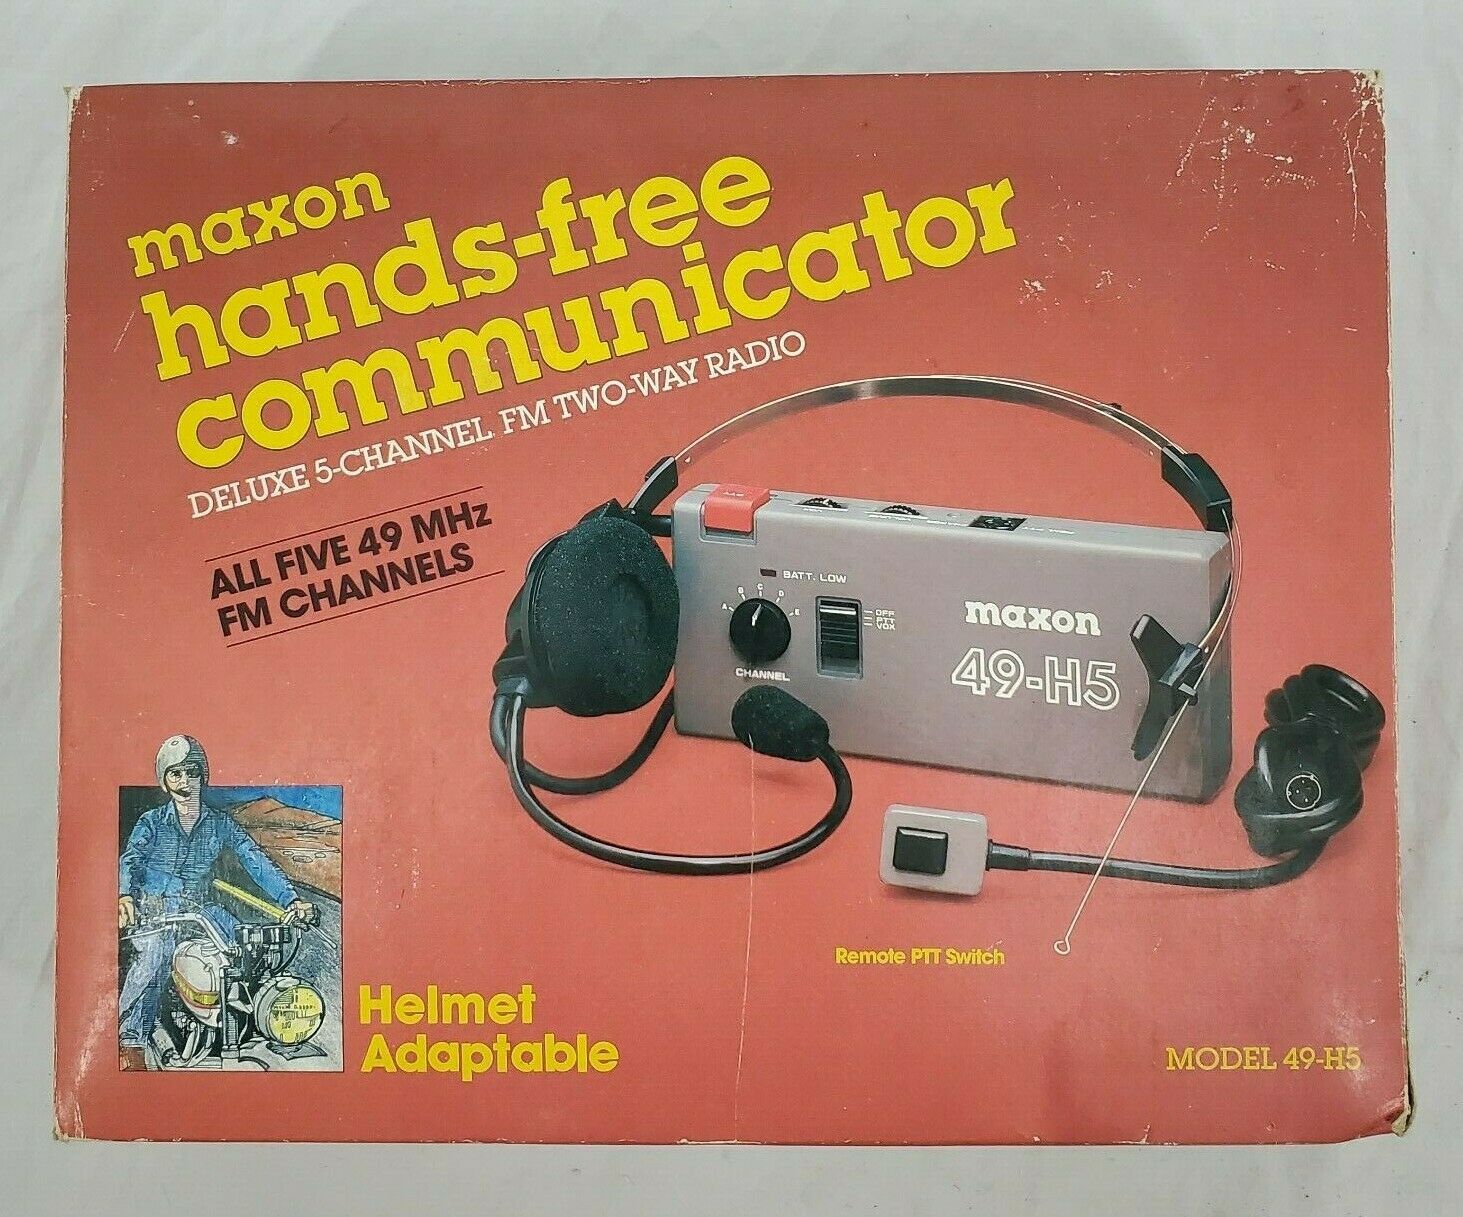 maxon
hands-free
communicator
DELUXE 5-CHANNEL FM TWO-WAY RADIO
ALL FIVE 49 MHz
FM CHANNELS
BATT. LOW
A B C D E
OFF
PTT
VOX
CHANNEL
maxon
49-H5
Remote PTT Switch
Helmet
Adaptable
MODEL 49-H5